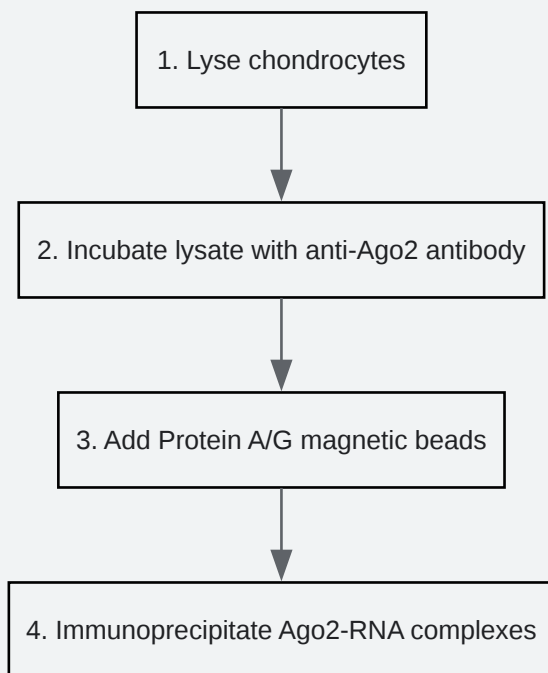 1. Lyse chondrocytes
2. Incubate lysate with anti-Ago2 antibody
3. Add Protein A/G magnetic beads
4. Immunoprecipitate Ago2-RNA complexes